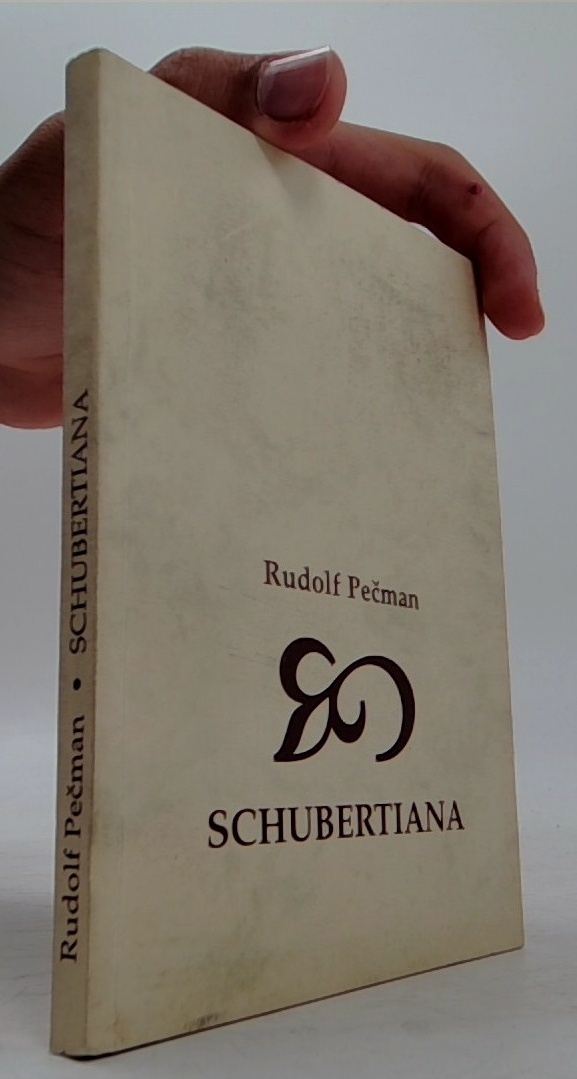 Rudolf Pečman
SCHUBERTIANA
Rudolf Pečman • SCHUBERTIANA